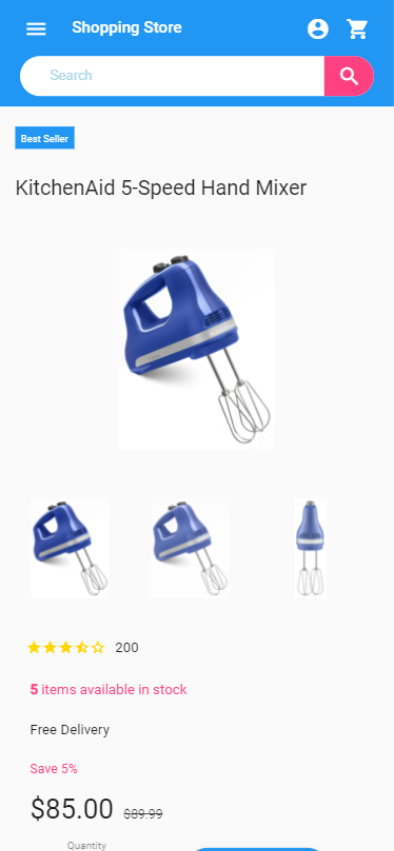 Shopping Store
Search
Best Seller
KitchenAid 5-Speed Hand Mixer
200
5 items available in stock
Free Delivery
Save 5%
$85.00 $89.99
Quantity